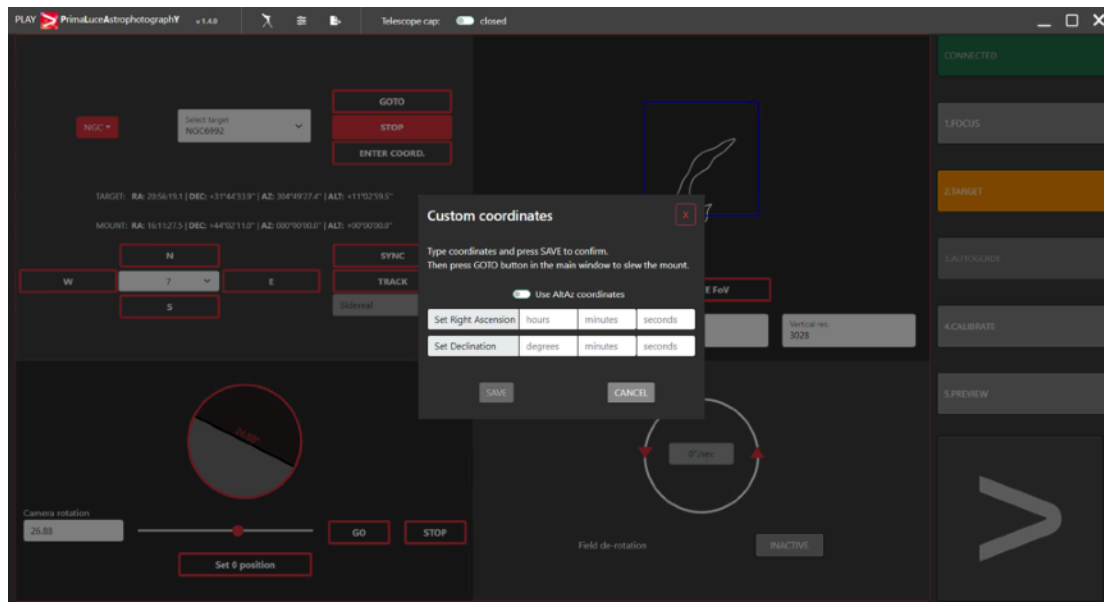 PLAY PrimaLuceAstrophotographY v 1.4.0 Telescope cap: closed
CONNECTED
1.FOCUS
2.TARGET
3.AUTOGUIDE
4.CALIBRATE
5.PREVIEW
NGC
Select target
NGC6992
GOTO
STOP
ENTER COORD.
TARGET: RA: 20:56:19.1 | DEC: +31°44'33.9" | AZ: 304°49'27.4" | ALT: +11°02'59.5"
MOUNT: RA: 16:11:27.5 | DEC: +44°02'11.0" | AZ: 000°00'00.0" | ALT: +00°00'00.0"
N
W 7 E
S
SYNC
TRACK
Sidereal
Custom coordinates X
Type coordinates and press SAVE to confirm.
Then press GOTO button in the main window to slew the mount.
Use AltAz coordinates
Set Right Ascension hours minutes seconds
Set Declination degrees minutes seconds
SAVE CANCEL
E FoV
Vertical res.
3028
26.88°
Camera rotation
26.88
GO STOP
Set 0 position
0°/sec
Field de-rotation INACTIVE